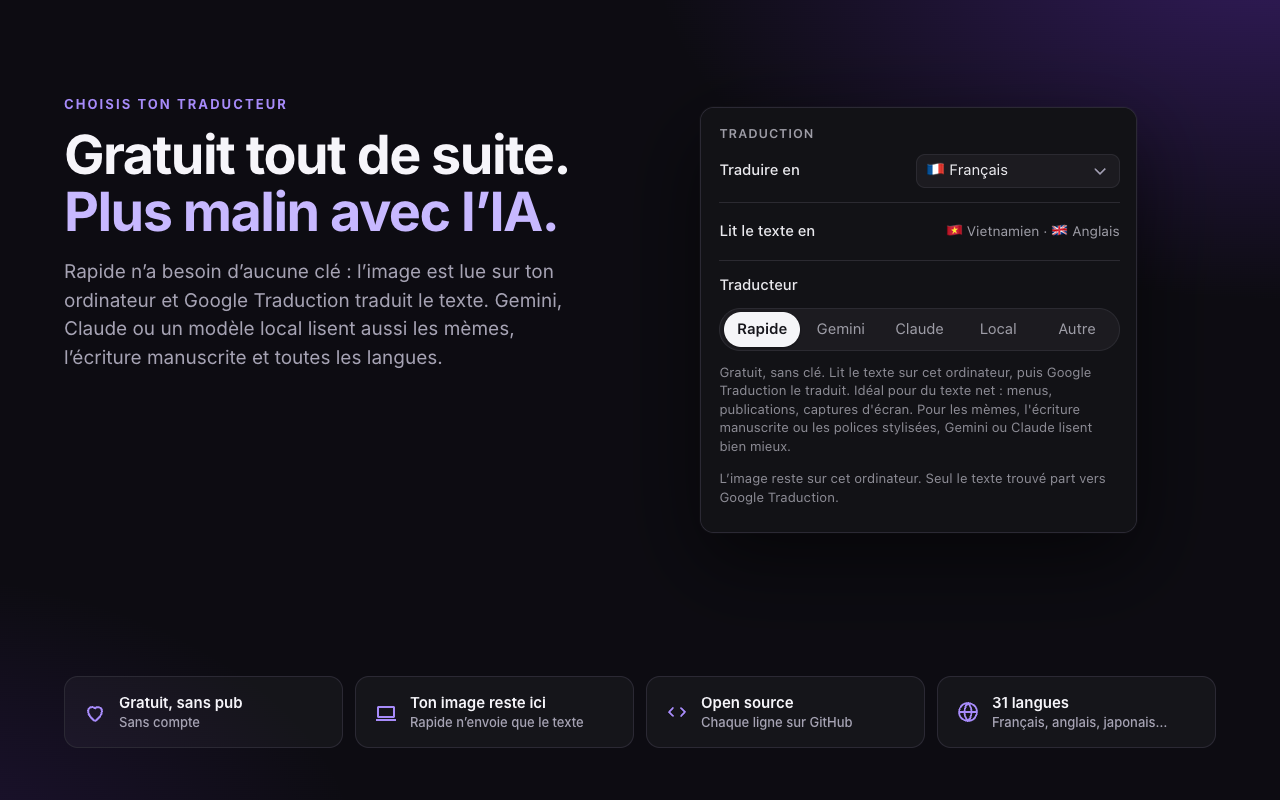 CHOISIS TON TRADUCTEUR
Gratuit tout de suite.
Plus malin avec l’IA.
Rapide n’a besoin d’aucune clé : l’image est lue sur ton
ordinateur et Google Traduction traduit le texte. Gemini,
Claude ou un modèle local lisent aussi les mèmes,
l’écriture manuscrite et toutes les langues.
TRADUCTION
Traduire en
Français
Lit le texte en
Vietnamien · Anglais
Traducteur
Rapide Gemini Claude Local Autre
Gratuit, sans clé. Lit le texte sur cet ordinateur, puis Google
Traduction le traduit. Idéal pour du texte net : menus,
publications, captures d'écran. Pour les mèmes, l'écriture
manuscrite ou les polices stylisées, Gemini ou Claude lisent
bien mieux.
L’image reste sur cet ordinateur. Seul le texte trouvé part vers
Google Traduction.
Gratuit, sans pub
Sans compte
Ton image reste ici
Rapide n’envoie que le texte
Open source
Chaque ligne sur GitHub
31 langues
Français, anglais, japonais…